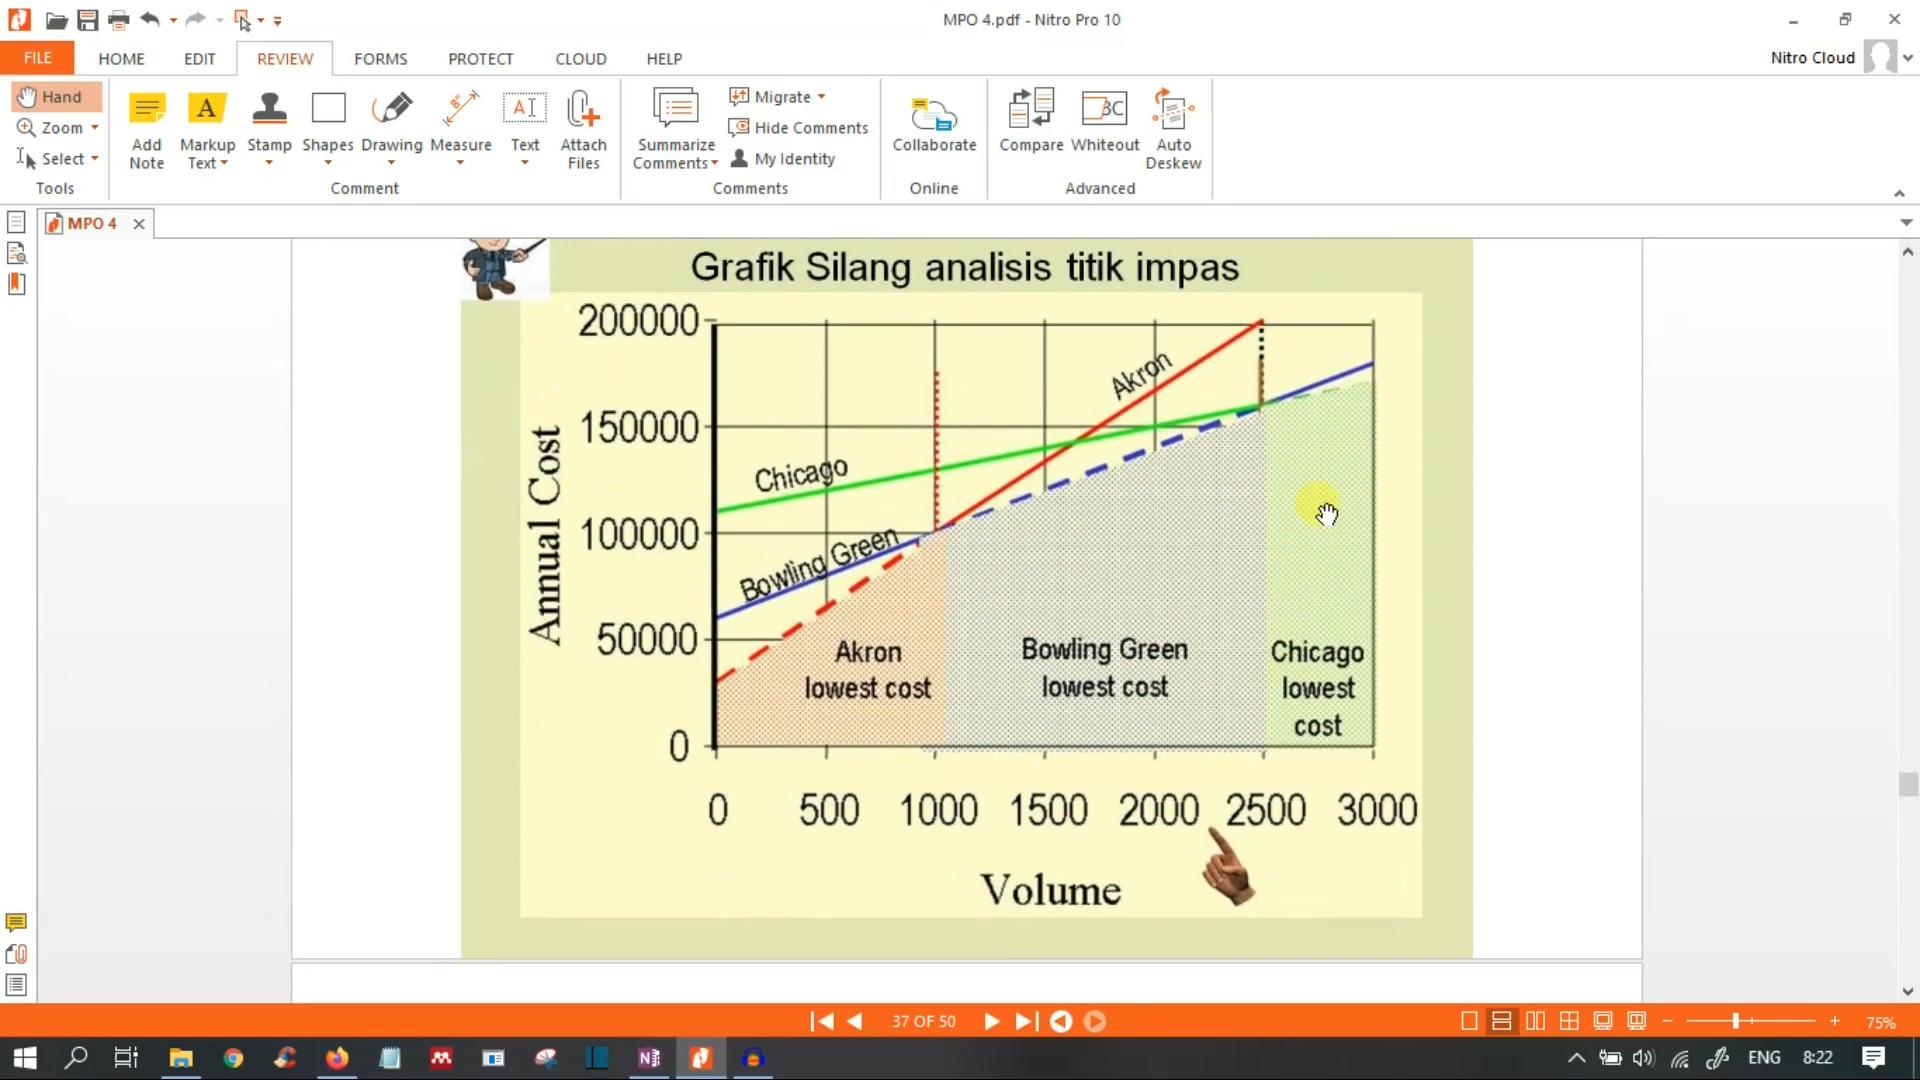 MPO 4.pdf - Nitro Pro 10
FILE
HOME
EDIT
REVIEW
FORMS
PROTECT
CLOUD
HELP
Nitro Cloud
Hand
Zoom
Select
Tools
Add
Note
Markup
Text
Stamp
Shapes
Drawing
Measure
Text
Attach
Files
Comment
Summarize
Comments
Migrate
Hide Comments
My Identity
Comments
Collaborate
Online
Compare
Whiteout
Auto
Deskew
Advanced
MPO 4
Grafik Silang analisis titik impas
200000
150000
100000
50000
0
Annual Cost
Akron
Chicago
Bowling Green
Akron
lowest cost
Bowling Green
lowest cost
Chicago
lowest
cost
0 500 1000 1500 2000 2500 3000
Volume
37 OF 50
75%
ENG
8:22